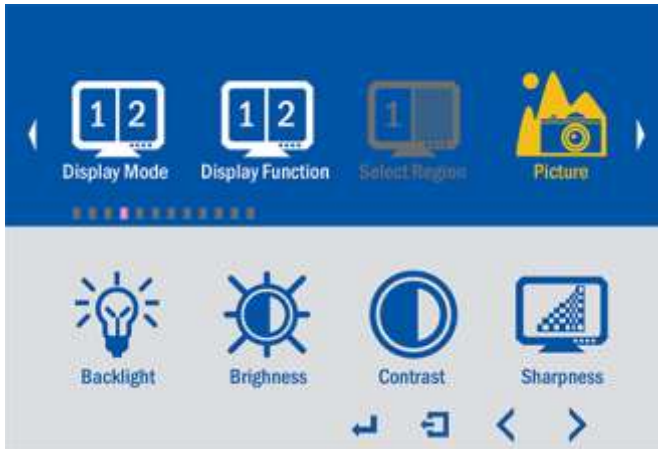 1 2
1 2
1
Display Mode
Display Function
Select Region
Picture
Backlight
Brighness
Contrast
Sharpness